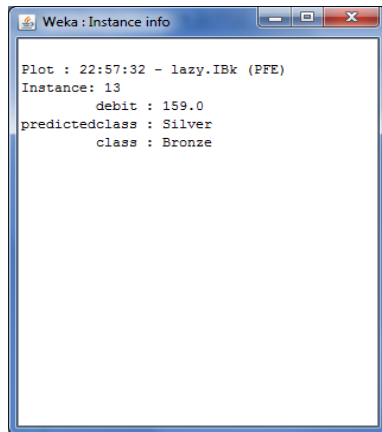 Weka : Instance info
Plot : 22:57:32 - lazy.IBk (PFE)
Instance: 13
debit : 159.0
predictedclass : Silver
class : Bronze